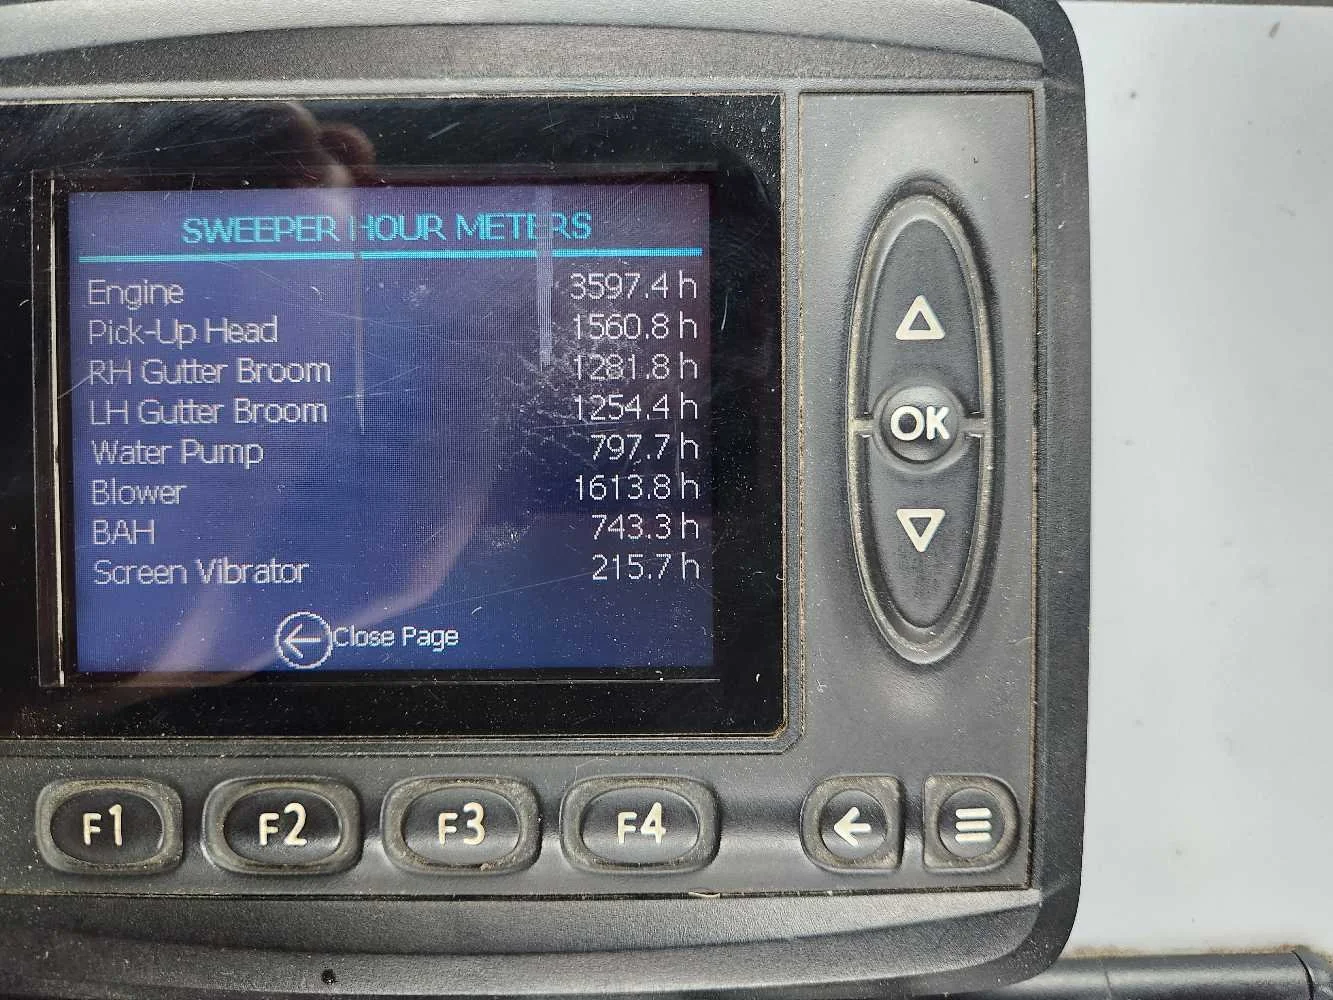 SWEEPER HOUR METERS
Engine 3597.4 h
Pick-Up Head 1560.8 h
RH Gutter Broom 1281.8 h
LH Gutter Broom 1254.4 h
Water Pump 797.7 h
Blower 1613.8 h
BAH 743.3 h
Screen Vibrator 215.7 h
Close Page
OK
F1 F2 F3 F4